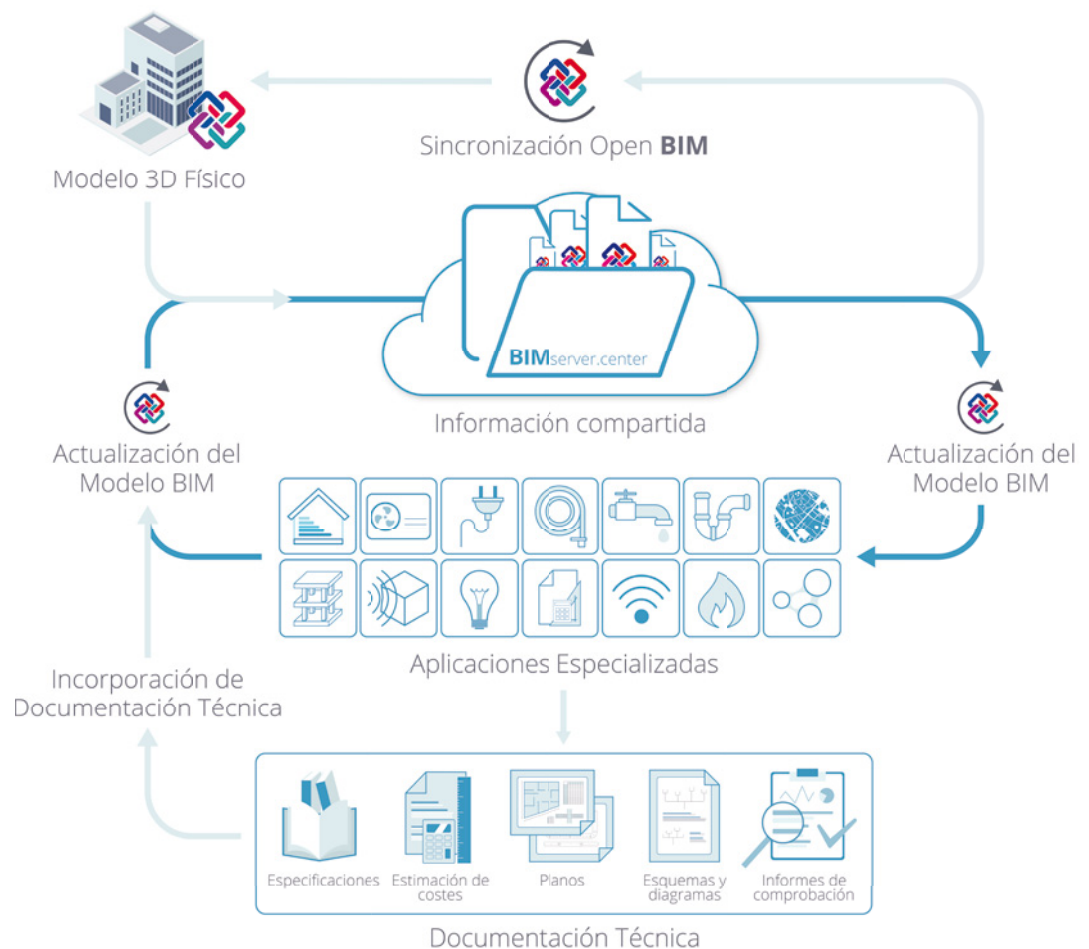 Sincronización Open BIM
Modelo 3D Físico
BIMserver.center
Información compartida
Actualización del
Modelo BIM
Actualización del
Modelo BIM
Aplicaciones Especializadas
Incorporación de
Documentación Técnica
Especificaciones
Estimación de
costes
Planos
Esquemas y
diagramas
Informes de
comprobación
Documentación Técnica